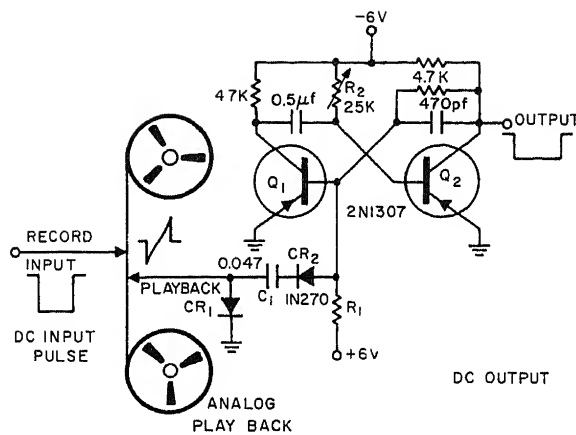 -6V
47K
0.5µf
R2
25K
4.7K
470pf
OUTPUT
Q1
Q2
2N1307
RECORD
INPUT
DC INPUT
PULSE
PLAYBACK
0.047
C1
CR2
1N270
CR1
R1
+6v
DC OUTPUT
ANALOG
PLAY BACK